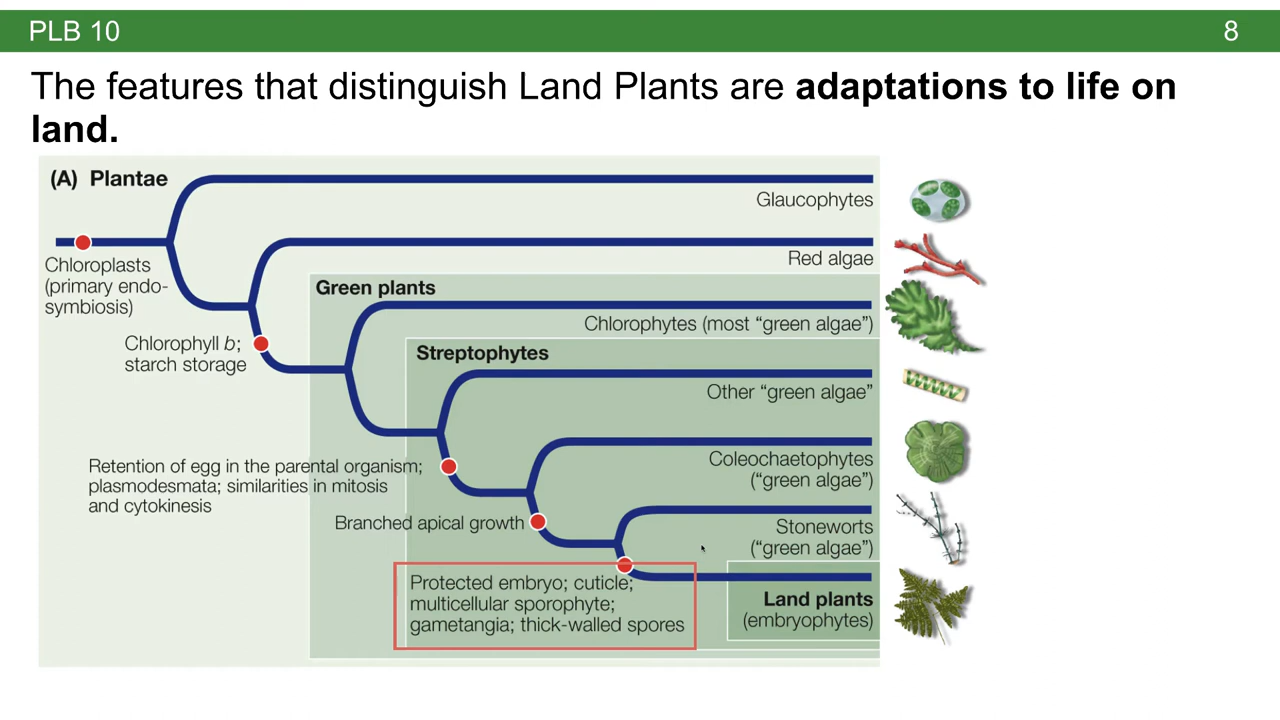 PLB 10
8
The features that distinguish Land Plants are adaptations to life on
land.
(A) Plantae
Glaucophytes
Red algae
Chloroplasts
(primary endo-
symbiosis)
Green plants
Chlorophytes (most “green algae”)
Chlorophyll b;
starch storage
Streptophytes
Other “green algae”
Retention of egg in the parental organism;
plasmodesmata; similarities in mitosis
and cytokinesis
Coleochaetophytes
(“green algae”)
Branched apical growth
Stoneworts
(“green algae”)
Protected embryo; cuticle;
multicellular sporophyte;
gametangia; thick-walled spores
Land plants
(embryophytes)